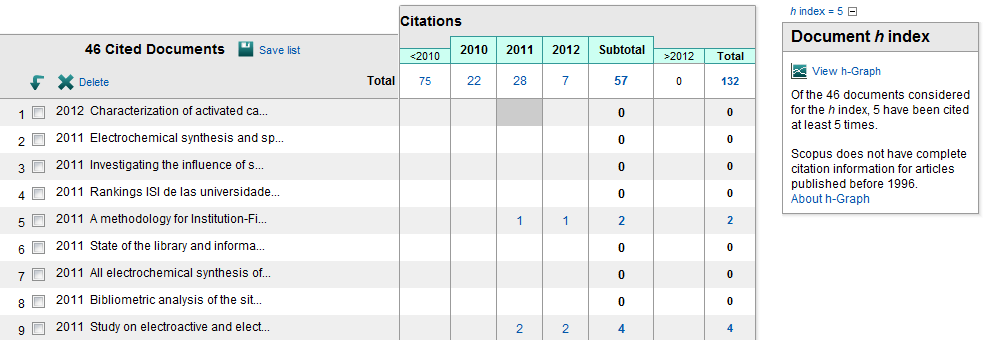 Citations
46 Cited Documents Save list <2010 2010 2011 2012 Subtotal >2012 Total
Delete Total 75 22 28 7 57 0 132
1 2012 Characterization of activated ca... 0 0
2 2011 Electrochemical synthesis and sp... 0 0
3 2011 Investigating the influence of s... 0 0
4 2011 Rankings ISI de las universidade... 0 0
5 2011 A methodology for Institution-Fi... 1 1 2 2
6 2011 State of the library and informa... 0 0
7 2011 All electrochemical synthesis of... 0 0
8 2011 Bibliometric analysis of the sit... 0 0
9 2011 Study on electroactive and elect... 2 2 4 4
h index = 5
Document h index
View h-Graph
Of the 46 documents considered
for the h index, 5 have been cited
at least 5 times.
Scopus does not have complete
citation information for articles
published before 1996.
About h-Graph